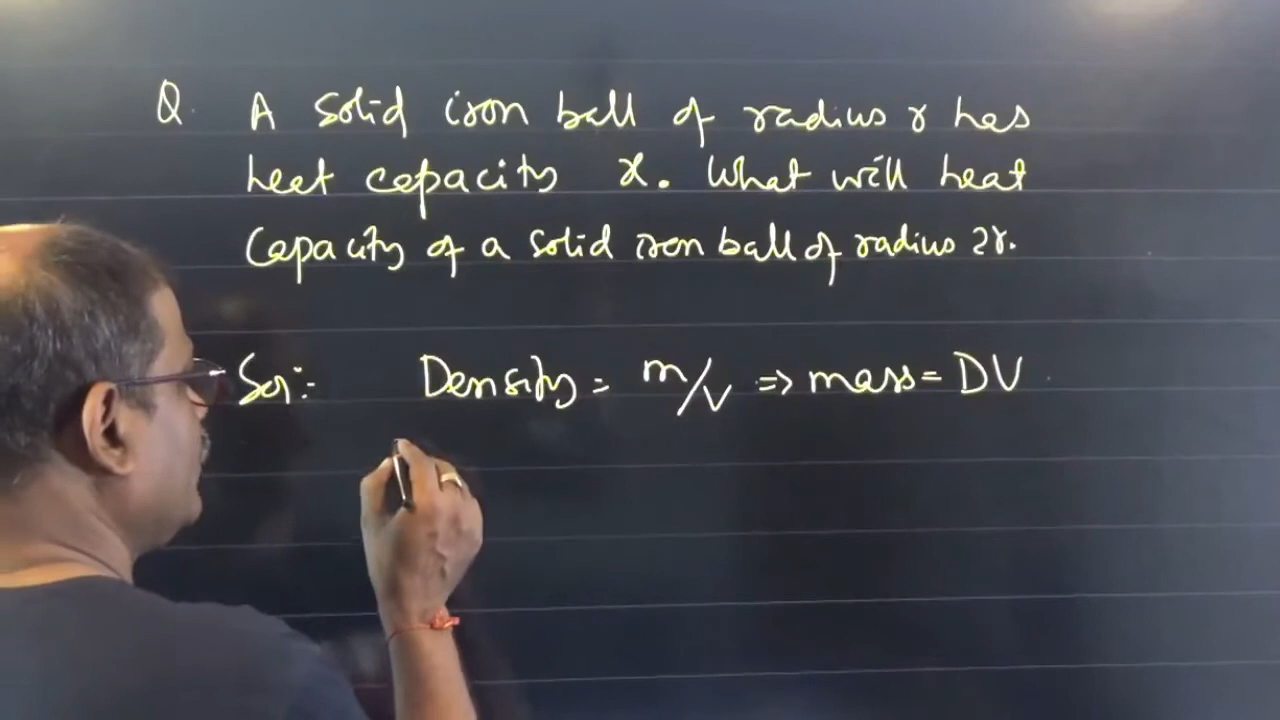 Q. A solid iron ball of radius r has
heat capacity x. What will heat
Capacity of a solid iron ball of radius 2r.
Sol:- Density = m/v => mass = DV